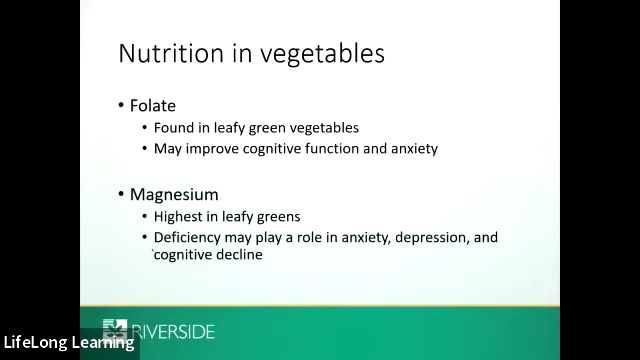 Nutrition in vegetables
• Folate
• Found in leafy green vegetables
• May improve cognitive function and anxiety
• Magnesium
• Highest in leafy greens
• Deficiency may play a role in anxiety, depression, and
cognitive decline
RIVERSIDE
LifeLong Learning